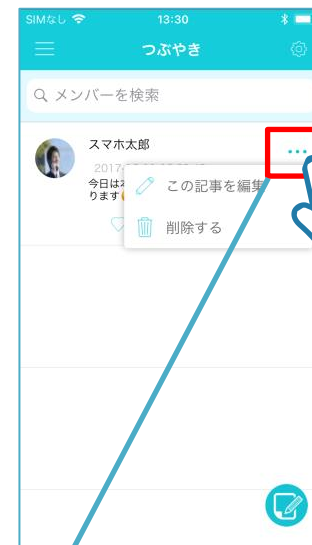 SIMなし 13:30
つぶやき
メンバーを検索
スマホ太郎
2017-
今日は
ります
この記事を編集
削除する